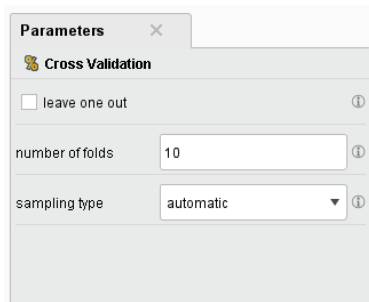 Parameters
Cross Validation
leave one out
number of folds 10
sampling type automatic